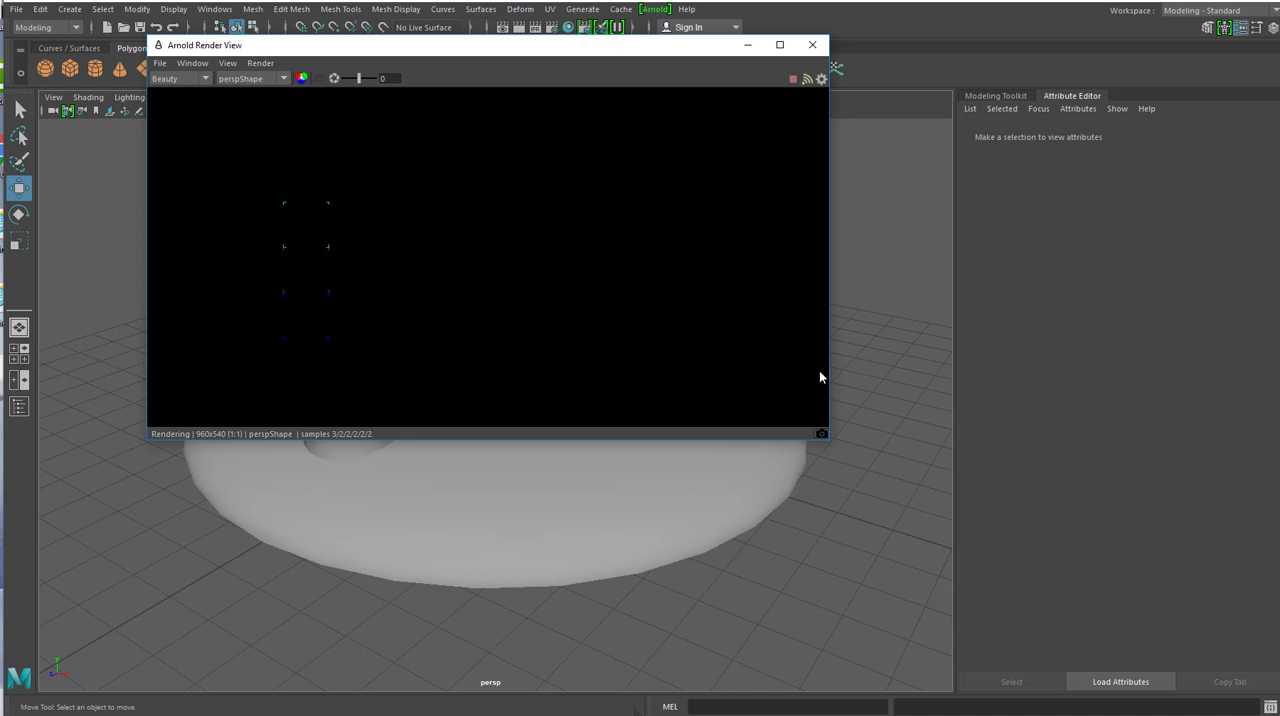 File Edit Create Select Modify Display Windows Mesh Edit Mesh Mesh Tools Mesh Display Curves Surfaces Deform UV Generate Cache [Arnold] Help
Workspace : Modeling - Standard
Modeling
No Live Surface
Sign In
Curves / Surfaces Polygon
Arnold Render View
File Window View Render
Beauty perspShape 0
View Shading Lighting
Modeling Toolkit Attribute Editor
List Selected Focus Attributes Show Help
Make a selection to view attributes
Rendering | 960x540 (1:1) | perspShape | samples 3/2/2/2/2/2
persp
Select Load Attributes Copy Tab
Move Tool: Select an object to move.
MEL